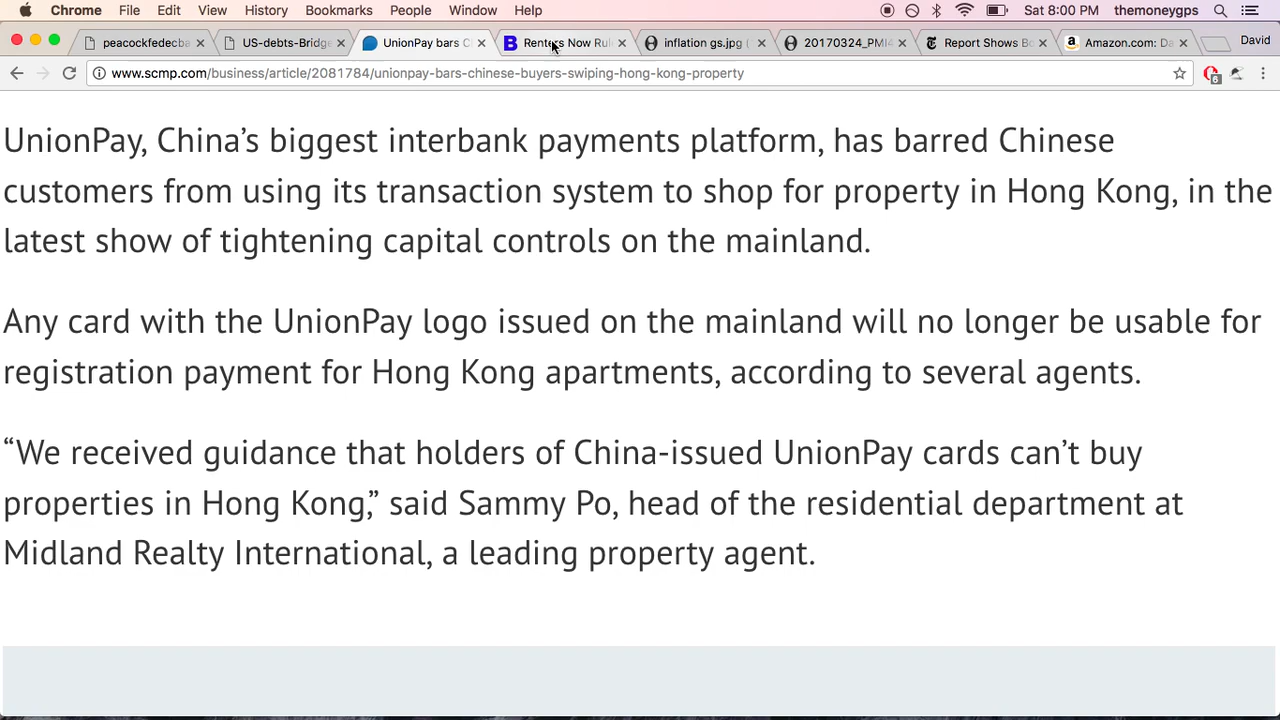 Chrome File Edit View History Bookmarks People Window Help Sat 8:00 PM themoneygps
peacockfedecba US-debts-Bridge UnionPay bars C Renters Now Rul inflation gs.jpg ( 20170324_PMI4 Report Shows Bo Amazon.com: Da David
www.scmp.com/business/article/2081784/unionpay-bars-chinese-buyers-swiping-hong-kong-property 6
UnionPay, China’s biggest interbank payments platform, has barred Chinese
customers from using its transaction system to shop for property in Hong Kong, in the
latest show of tightening capital controls on the mainland.
Any card with the UnionPay logo issued on the mainland will no longer be usable for
registration payment for Hong Kong apartments, according to several agents.
“We received guidance that holders of China-issued UnionPay cards can’t buy
properties in Hong Kong,” said Sammy Po, head of the residential department at
Midland Realty International, a leading property agent.